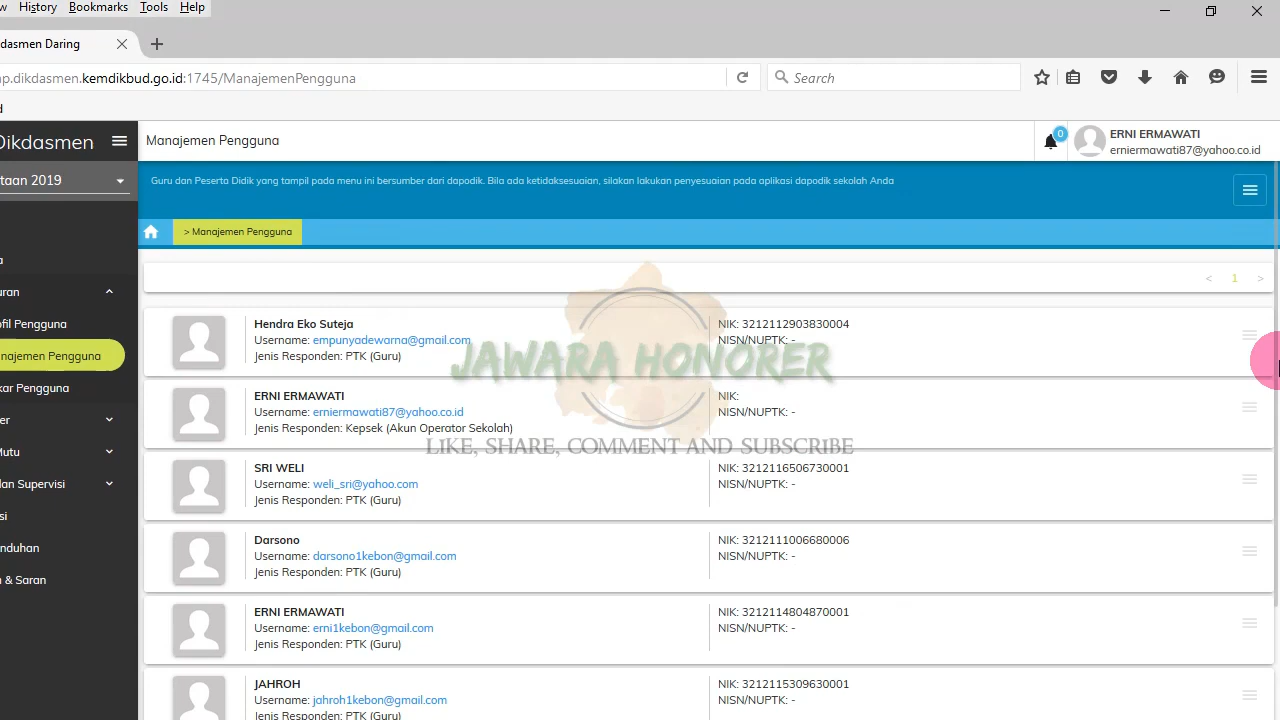 w History Bookmarks Tools Help
dasmen Daring
ap.dikdasmen.kemdikbud.go.id:1745/ManajemenPengguna
Search
d
Dikdasmen
Manajemen Pengguna
0
ERNI ERMAWATI
erniermawati87@yahoo.co.id
taan 2019
Guru dan Peserta Didik yang tampil pada menu ini bersumber dari dapodik. Bila ada ketidaksesuaian, silakan lakukan penyesuaian pada aplikasi dapodik sekolah Anda
> Manajemen Pengguna
a
uran
ofil Pengguna
najemen Pengguna
kar Pengguna
er
Mutu
dan Supervisi
si
nduhan
n & Saran
< 1 >
Hendra Eko Suteja
Username: empunyadewarna@gmail.com
Jenis Responden: PTK (Guru)
NIK: 3212112903830004
NISN/NUPTK: -
JAWARA HONORER
LIKE, SHARE, COMMENT AND SUBSCRIBE
ERNI ERMAWATI
Username: erniermawati87@yahoo.co.id
Jenis Responden: Kepsek (Akun Operator Sekolah)
NIK:
NISN/NUPTK: -
SRI WELI
Username: weli_sri@yahoo.com
Jenis Responden: PTK (Guru)
NIK: 3212116506730001
NISN/NUPTK: -
Darsono
Username: darsono1kebon@gmail.com
Jenis Responden: PTK (Guru)
NIK: 3212111006680006
NISN/NUPTK: -
ERNI ERMAWATI
Username: erni1kebon@gmail.com
Jenis Responden: PTK (Guru)
NIK: 3212114804870001
NISN/NUPTK: -
JAHROH
Username: jahroh1kebon@gmail.com
Jenis Responden: PTK (Guru)
NIK: 3212115309630001
NISN/NUPTK: -